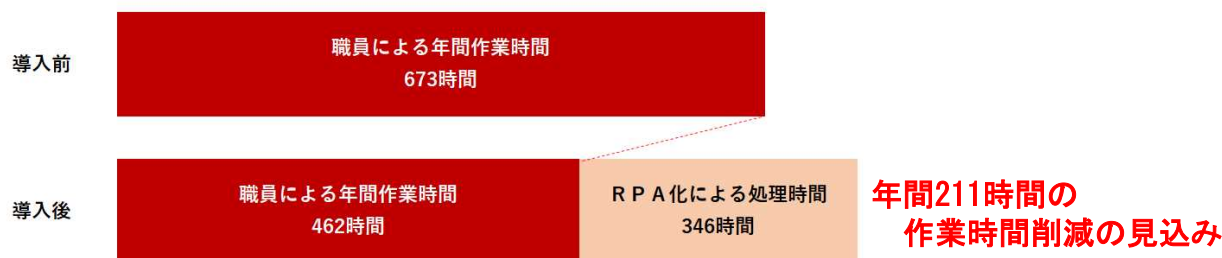 導入前
職員による年間作業時間
673時間
導入後
職員による年間作業時間
462時間
ＲＰＡ化による処理時間
346時間
年間211時間の
作業時間削減の見込み